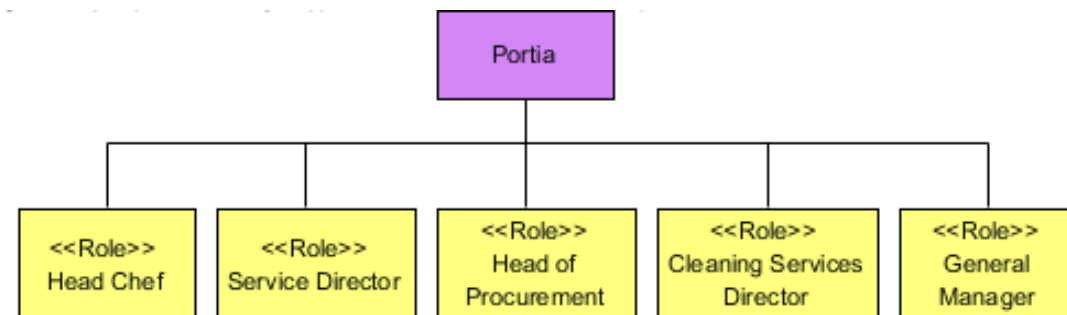 Portia
<<Role>>
Head Chef
<<Role>>
Service Director
<<Role>>
Head of
Procurement
<<Role>>
Cleaning Services
Director
<<Role>>
General
Manager